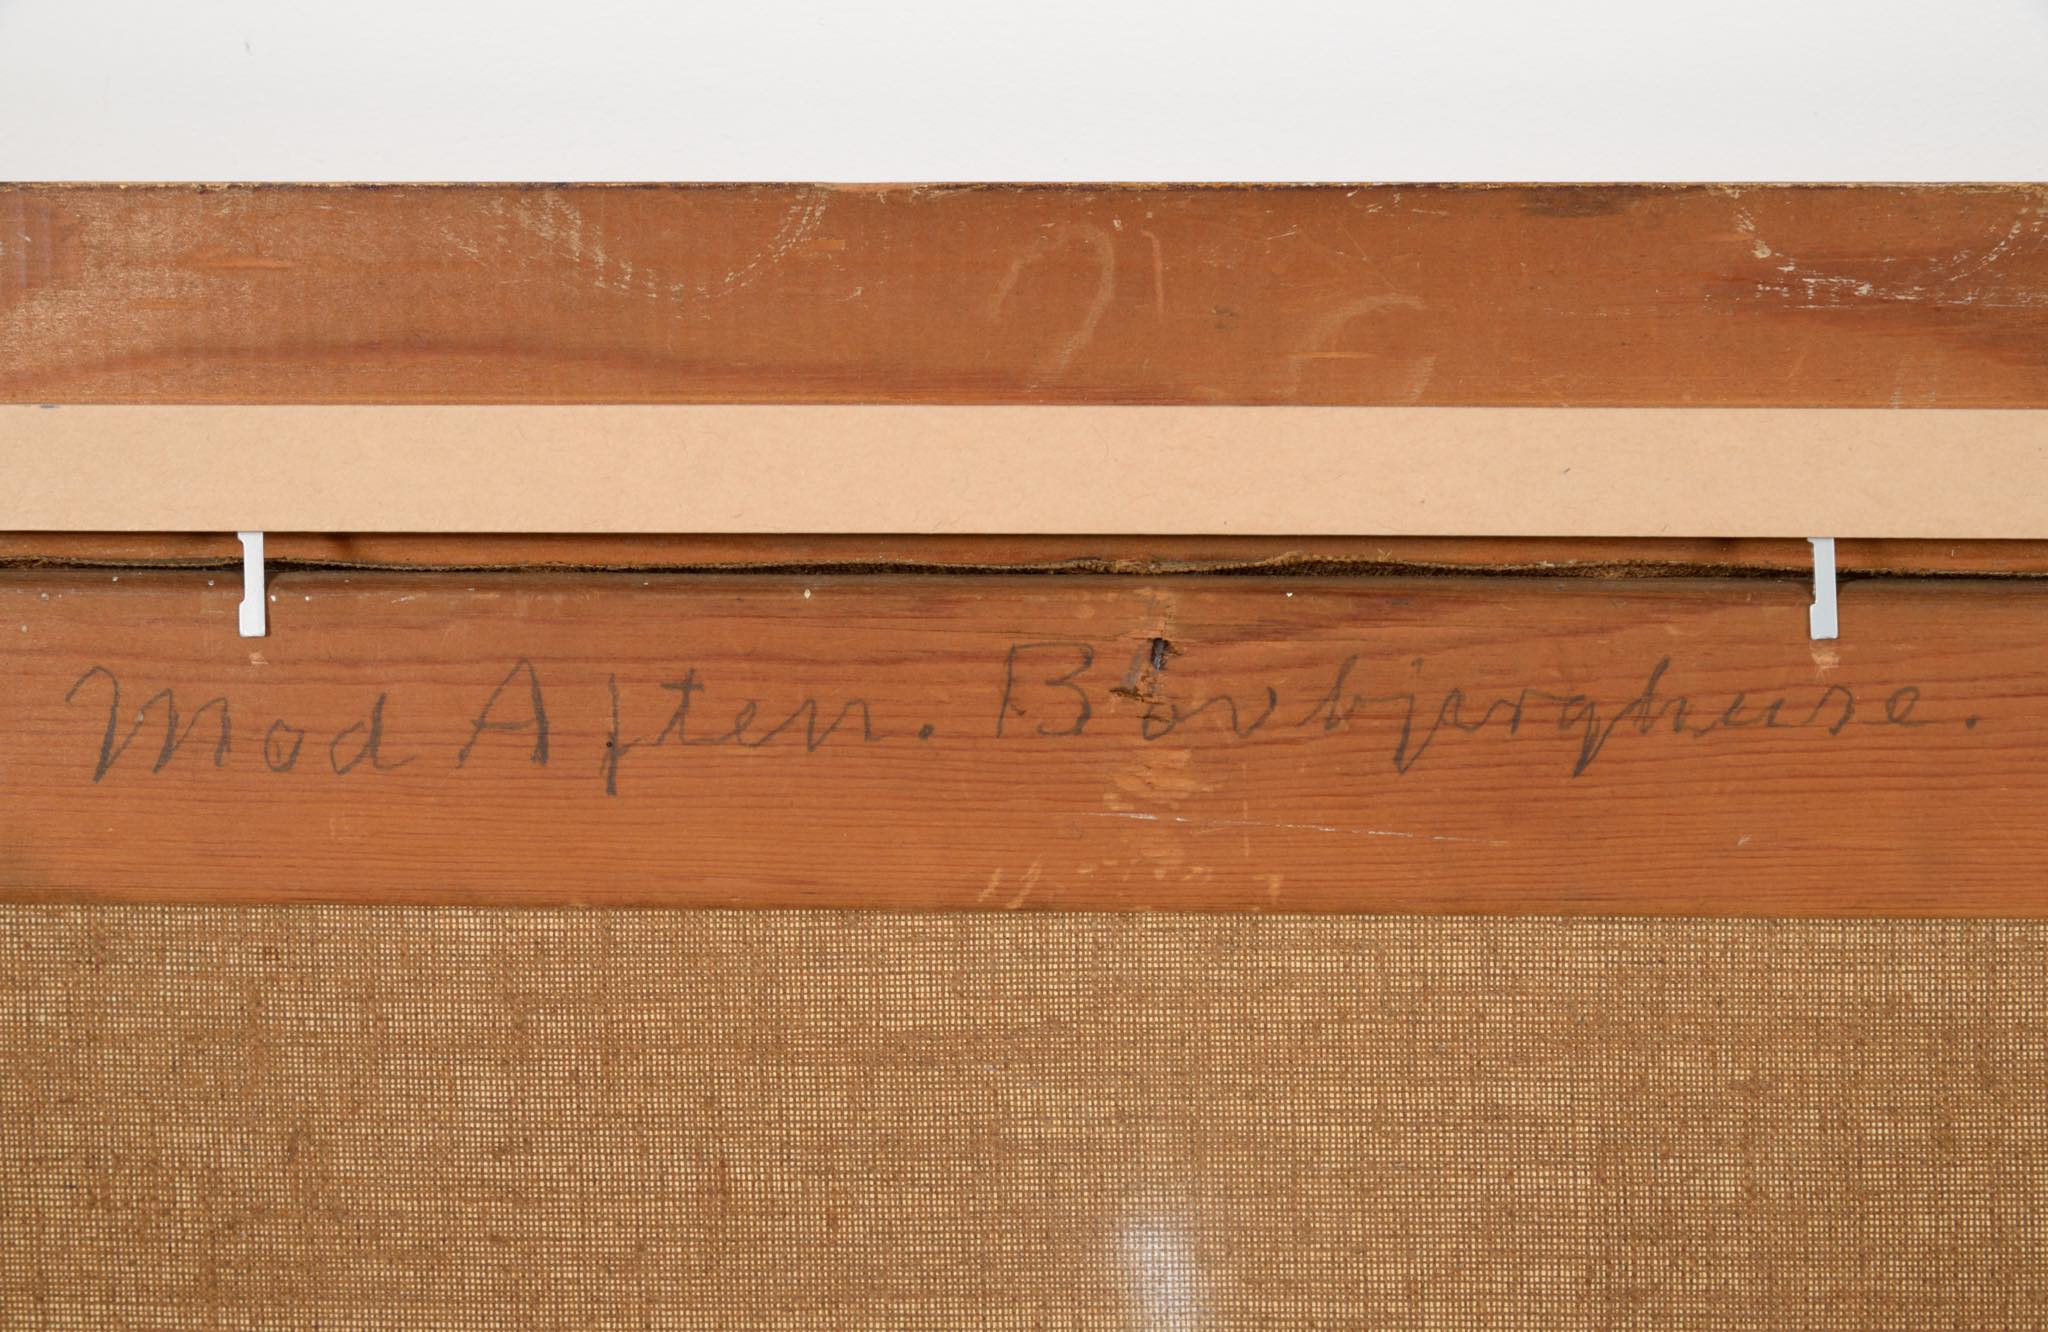 Mod Aften. Bovbjerghuse.